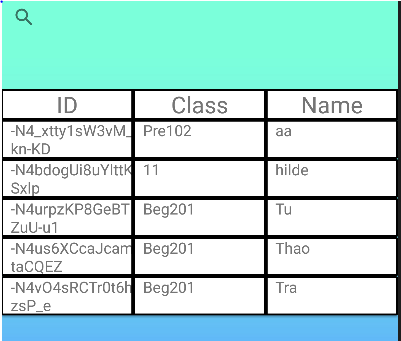 ID Class Name
-N4_xtty1sW3vM_ Pre102 aa
kn-KD
-N4bdogUi8uYlttK 11 hilde
Sxlp
-N4urpzKP8GeBT Beg201 Tu
ZuU-u1
-N4us6XCcaJcam Beg201 Thao
taCQEZ
-N4vO4sRCTr0t6h Beg201 Tra
zsP_e